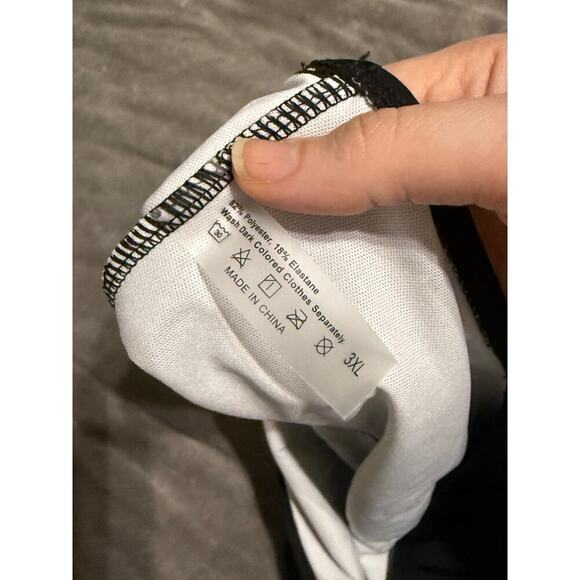 82% Polyester, 18% Elastane
Wash Dark Colored Clothes Separately.
30
MADE IN CHINA
3XL